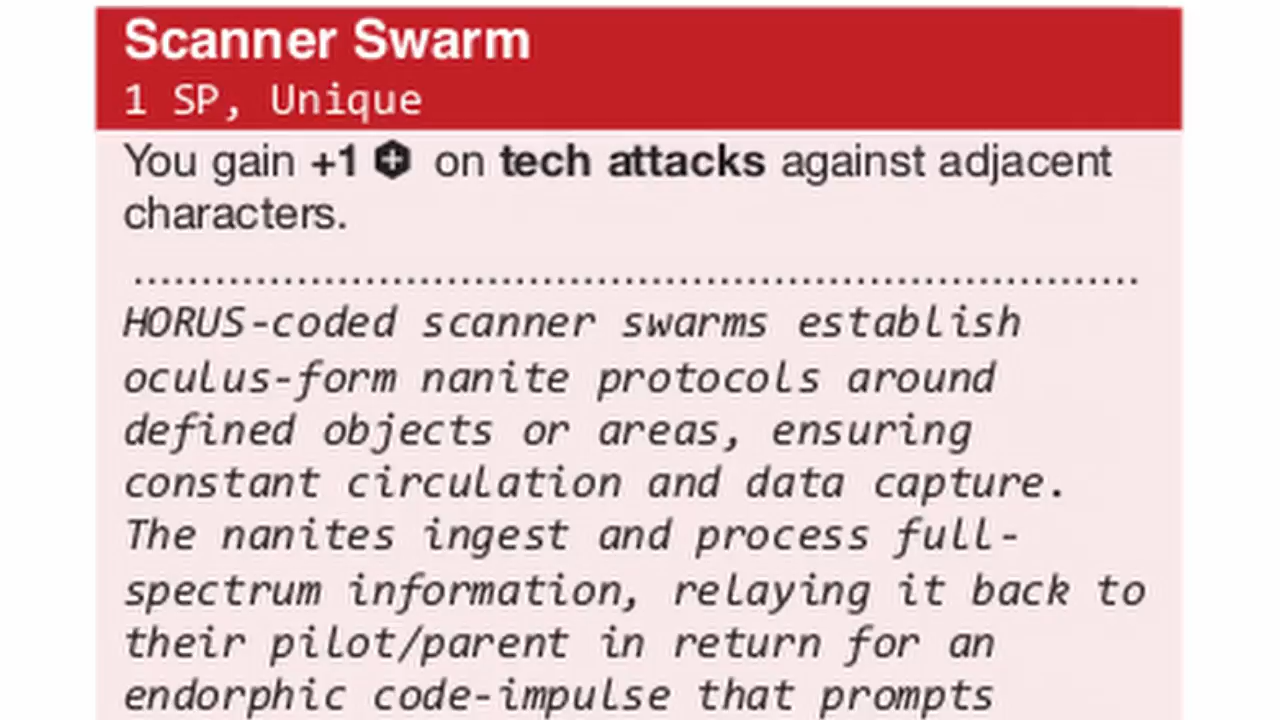 Scanner Swarm
1 SP, Unique
You gain +1 on tech attacks against adjacent
characters.
HORUS-coded scanner swarms establish
oculus-form nanite protocols around
defined objects or areas, ensuring
constant circulation and data capture.
The nanites ingest and process full-
spectrum information, relaying it back to
their pilot/parent in return for an
endorphic code-impulse that prompts